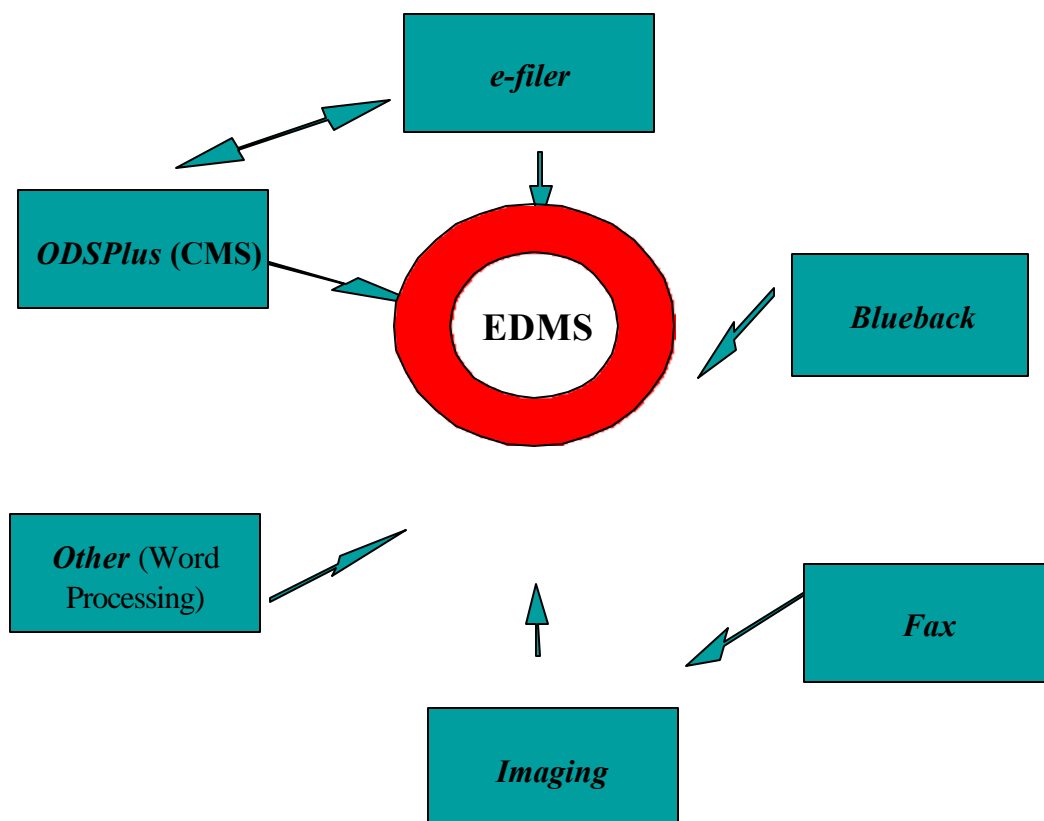 e-filer
ODSPlus (CMS)
EDMS
Blueback
Other (Word
Processing)
Fax
Imaging